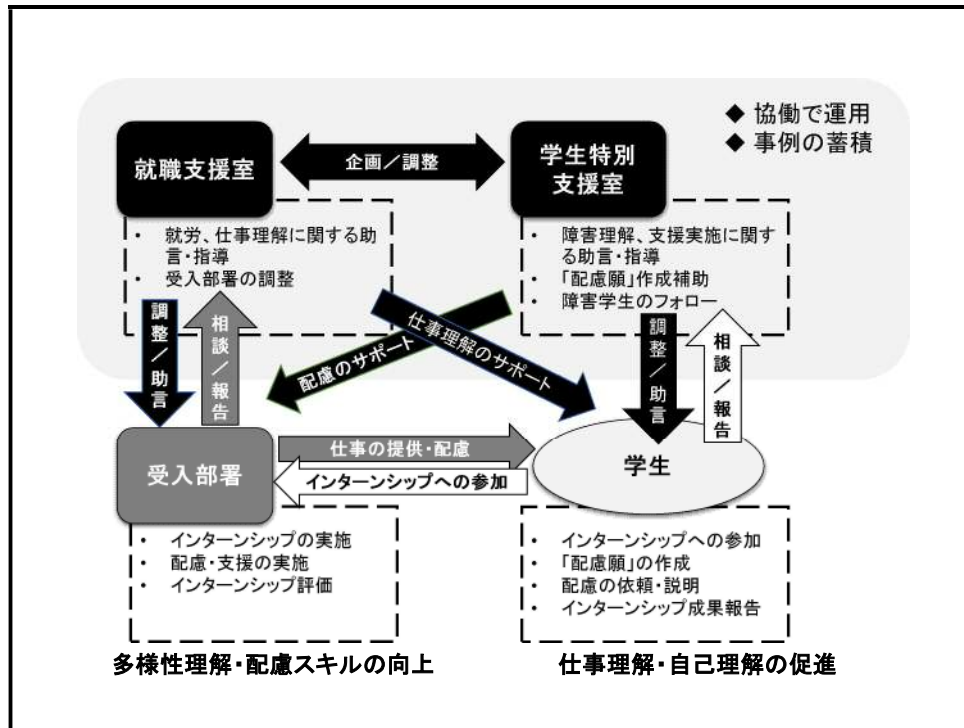 ◆ 協働で運用
◆ 事例の蓄積
就職支援室
企画／調整
学生特別
支援室
・ 就労、仕事理解に関する助
言・指導
・ 受入部署の調整
・ 障害理解、支援実施に関す
る助言・指導
・ 「配慮願」作成補助
・ 障害学生のフォロー
調整／助言
相談／報告
配慮のサポート
仕事理解のサポート
調整／助言
相談／報告
受入部署
仕事の提供・配慮
インターンシップへの参加
学生
・ インターンシップの実施
・ 配慮・支援の実施
・ インターンシップ評価
・ インターンシップへの参加
・ 「配慮願」の作成
・ 配慮の依頼・説明
・ インターンシップ成果報告
多様性理解・配慮スキルの向上
仕事理解・自己理解の促進